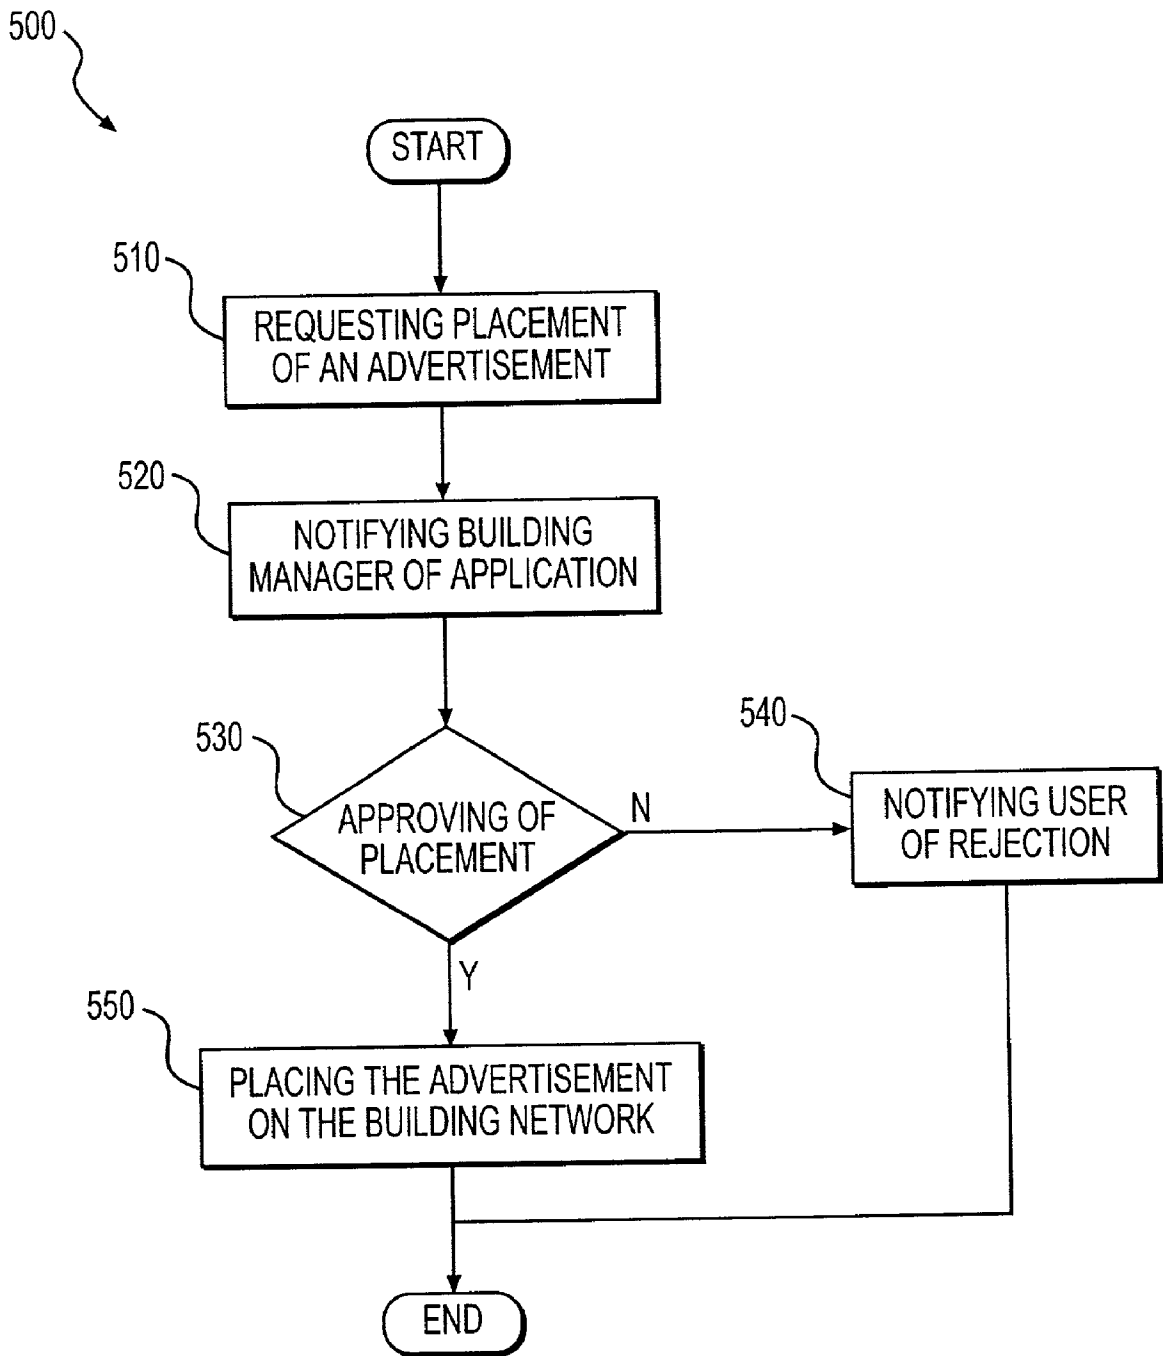 500
START
510
REQUESTING PLACEMENT
OF AN ADVERTISEMENT
520
NOTIFYING BUILDING
MANAGER OF APPLICATION
530
APPROVING OF
PLACEMENT
N
540
NOTIFYING USER
OF REJECTION
Y
550
PLACING THE ADVERTISEMENT
ON THE BUILDING NETWORK
END